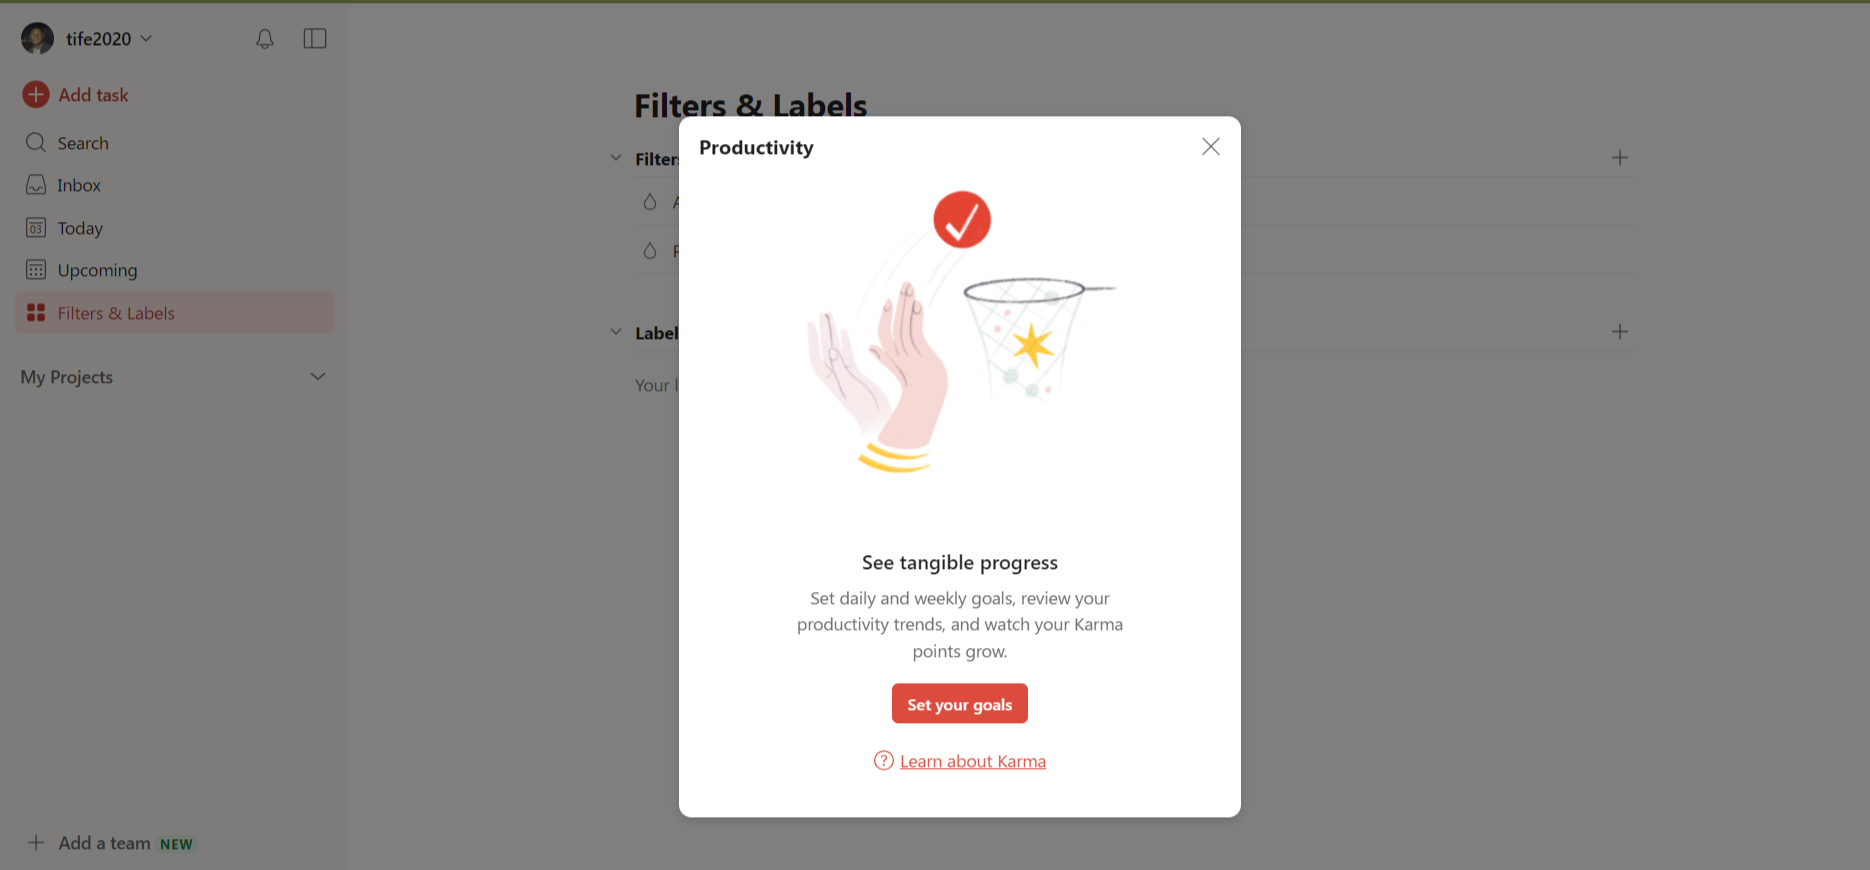 tife2020
Add task
Search
Inbox
03
Today
Upcoming
Filters & Labels
My Projects
Add a team NEW
Filters & Labels
Label
Your
Productivity
See tangible progress
Set daily and weekly goals, review your
productivity trends, and watch your Karma
points grow.
Set your goals
? Learn about Karma